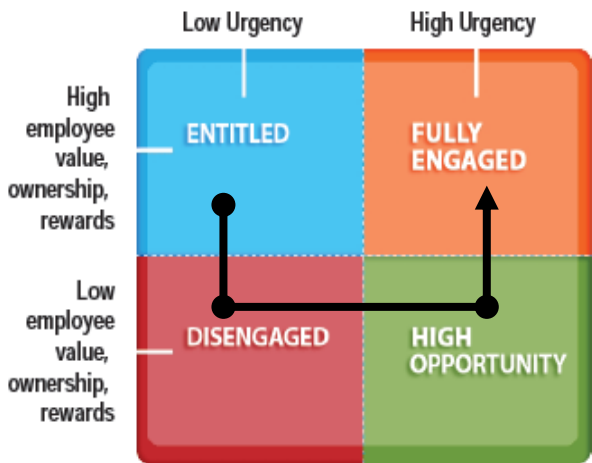 Low Urgency
High Urgency
High
employee
value,
ownership,
rewards
ENTITLED
FULLY
ENGAGED
Low
employee
value,
ownership,
rewards
DISENGAGED
HIGH
OPPORTUNITY